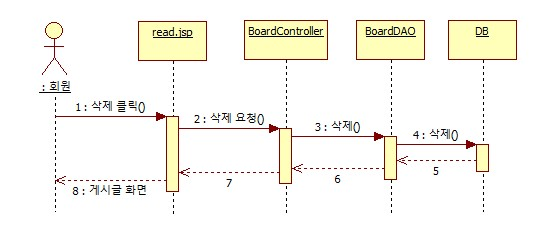 read.jsp
BoardController
BoardDAO
DB
: 회원
1 : 삭제 클릭()
2 : 삭제 요청()
3 : 삭제()
4 : 삭제()
5
6
7
8 : 게시글 화면